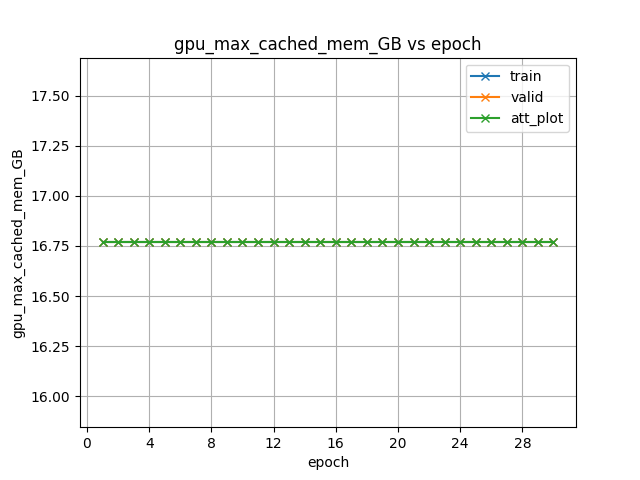 gpu_max_cached_mem_GB vs epoch
train
valid
att_plot
gpu_max_cached_mem_GB
17.50
17.25
17.00
16.75
16.50
16.25
16.00
0 4 8 12 16 20 24 28
epoch